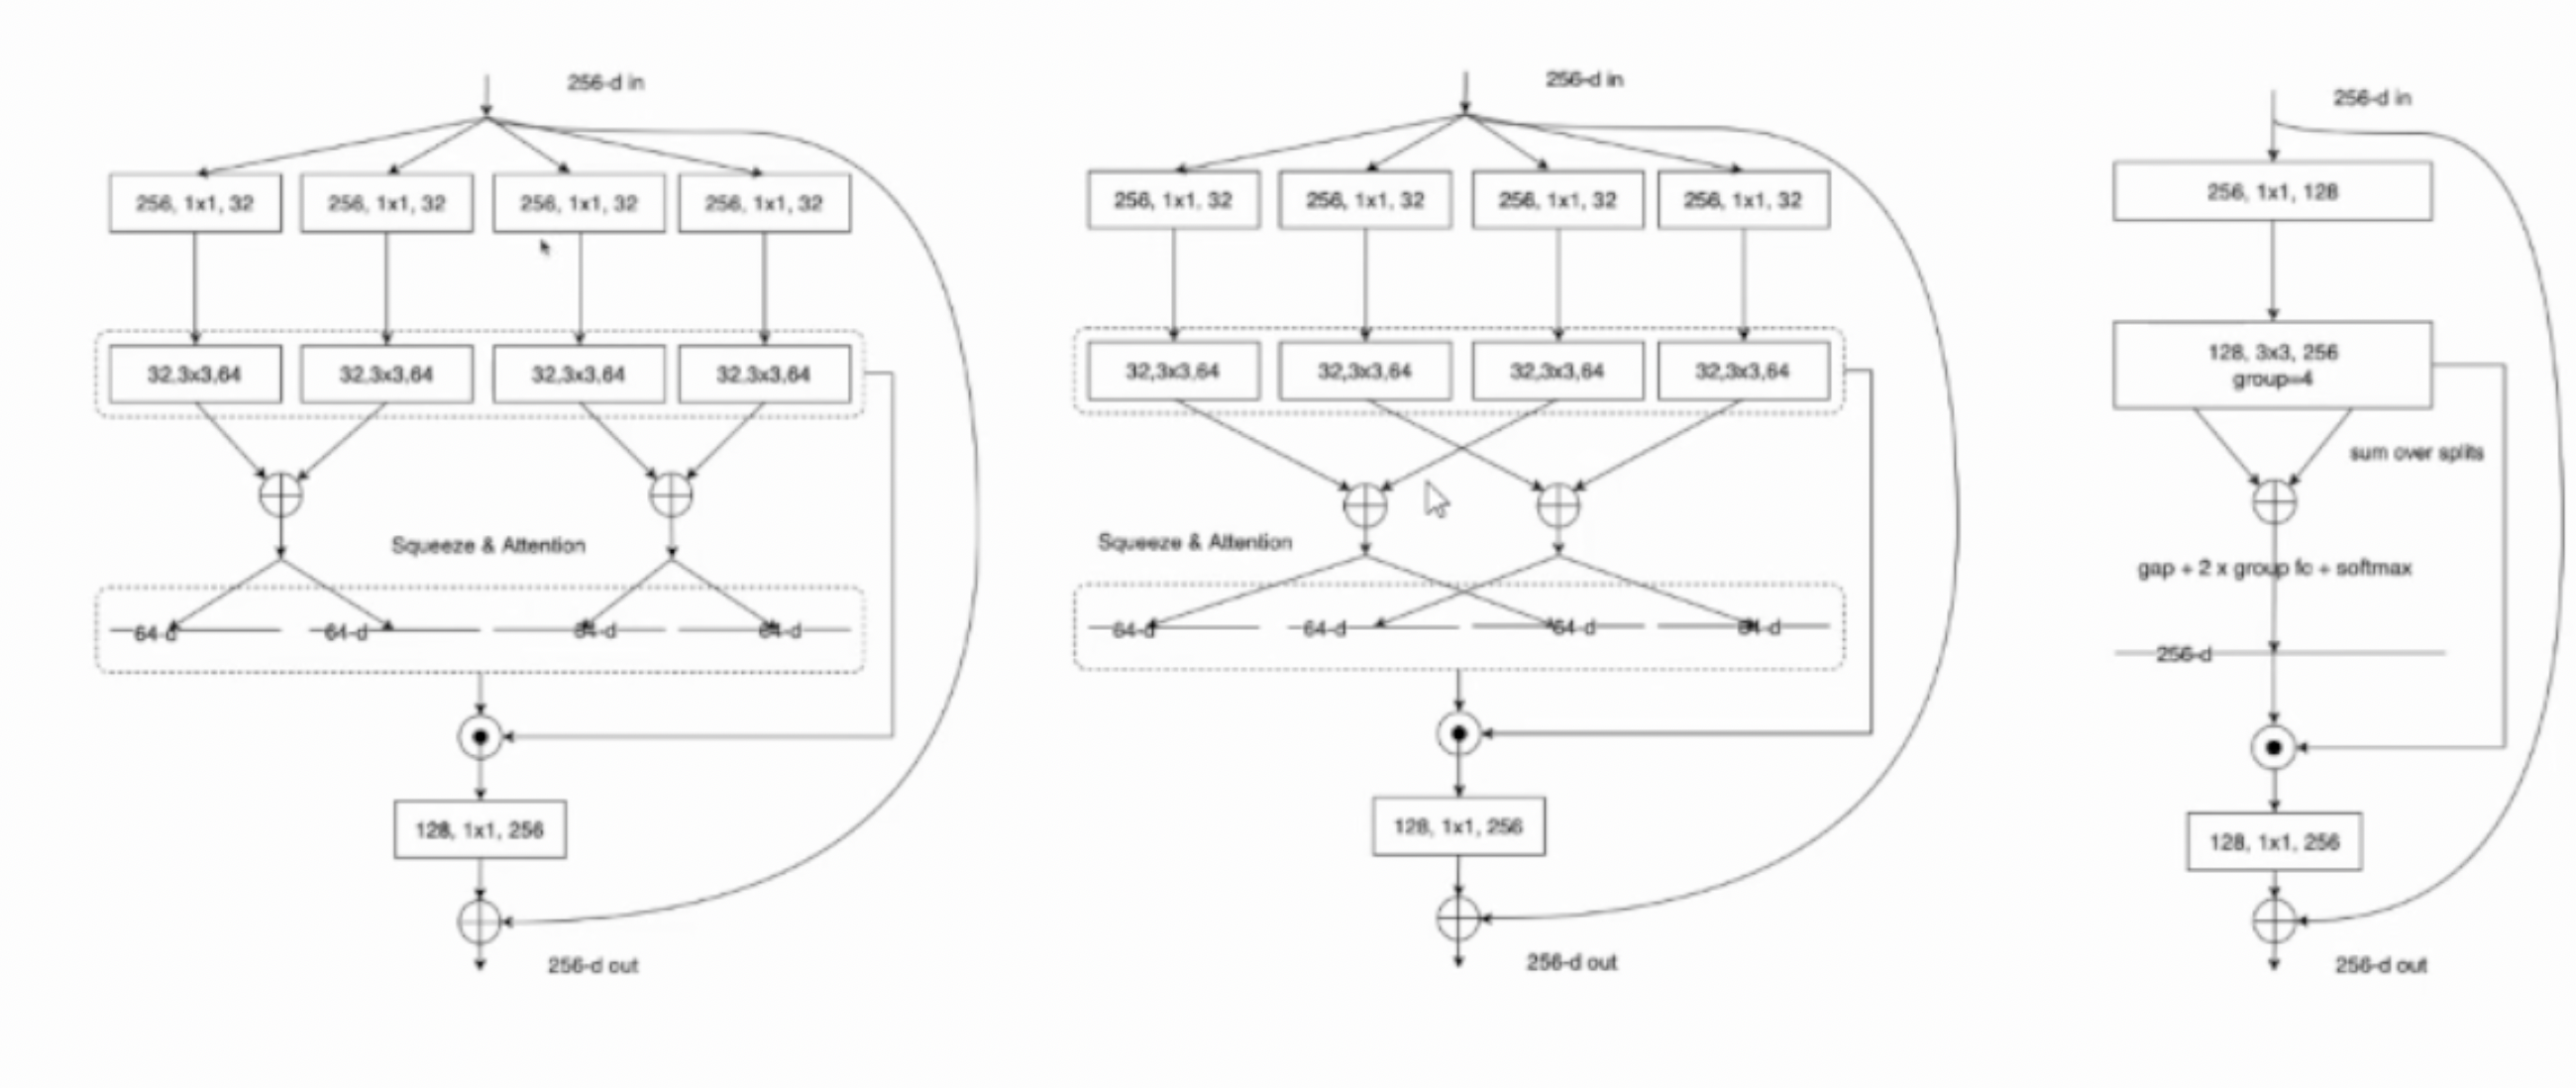 256-d in
256, 1x1, 32
256, 1x1, 32
256, 1x1, 32
256, 1x1, 32
32,3x3,64
32,3x3,64
32,3x3,64
32,3x3,64
Squeeze & Attention
64-d
64-d
64-d
64-d
128, 1x1, 256
256-d out
256-d in
256, 1x1, 32
256, 1x1, 32
256, 1x1, 32
256, 1x1, 32
32,3x3,64
32,3x3,64
32,3x3,64
32,3x3,64
Squeeze & Attention
64-d
64-d
64-d
64-d
128, 1x1, 256
256-d out
256-d in
256, 1x1, 128
128, 3x3, 256
group=4
sum over splits
gap + 2 x group fc + softmax
256-d
128, 1x1, 256
256-d out